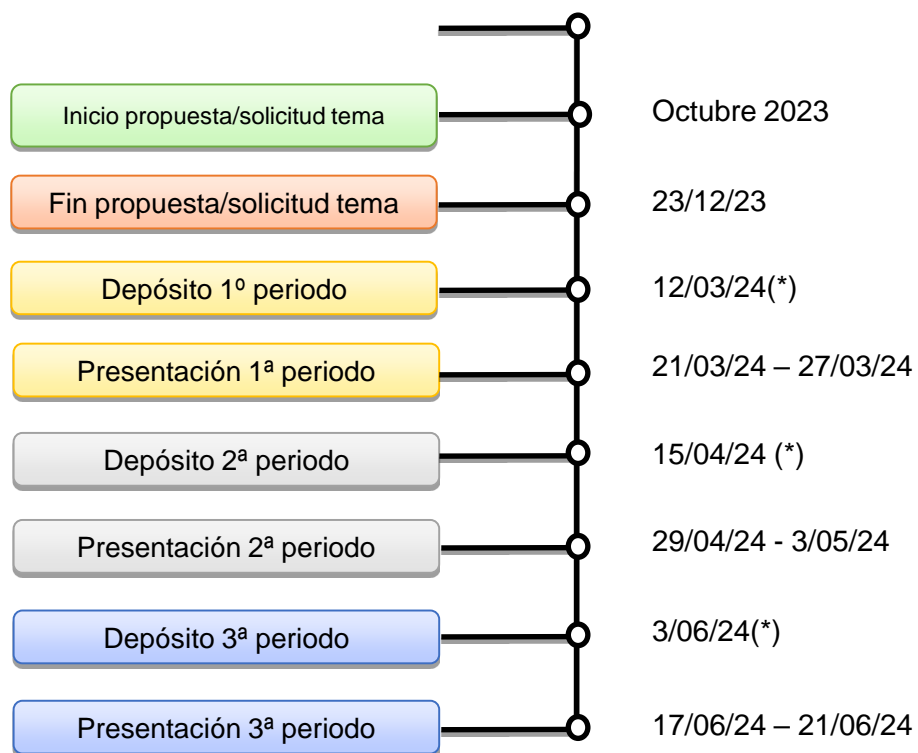 Inicio propuesta/solicitud tema
Octubre 2023
Fin propuesta/solicitud tema
23/12/23
Depósito 1º periodo
12/03/24(*)
Presentación 1ª periodo
21/03/24 – 27/03/24
Depósito 2ª periodo
15/04/24 (*)
Presentación 2ª periodo
29/04/24 - 3/05/24
Depósito 3ª periodo
3/06/24(*)
Presentación 3ª periodo
17/06/24 – 21/06/24